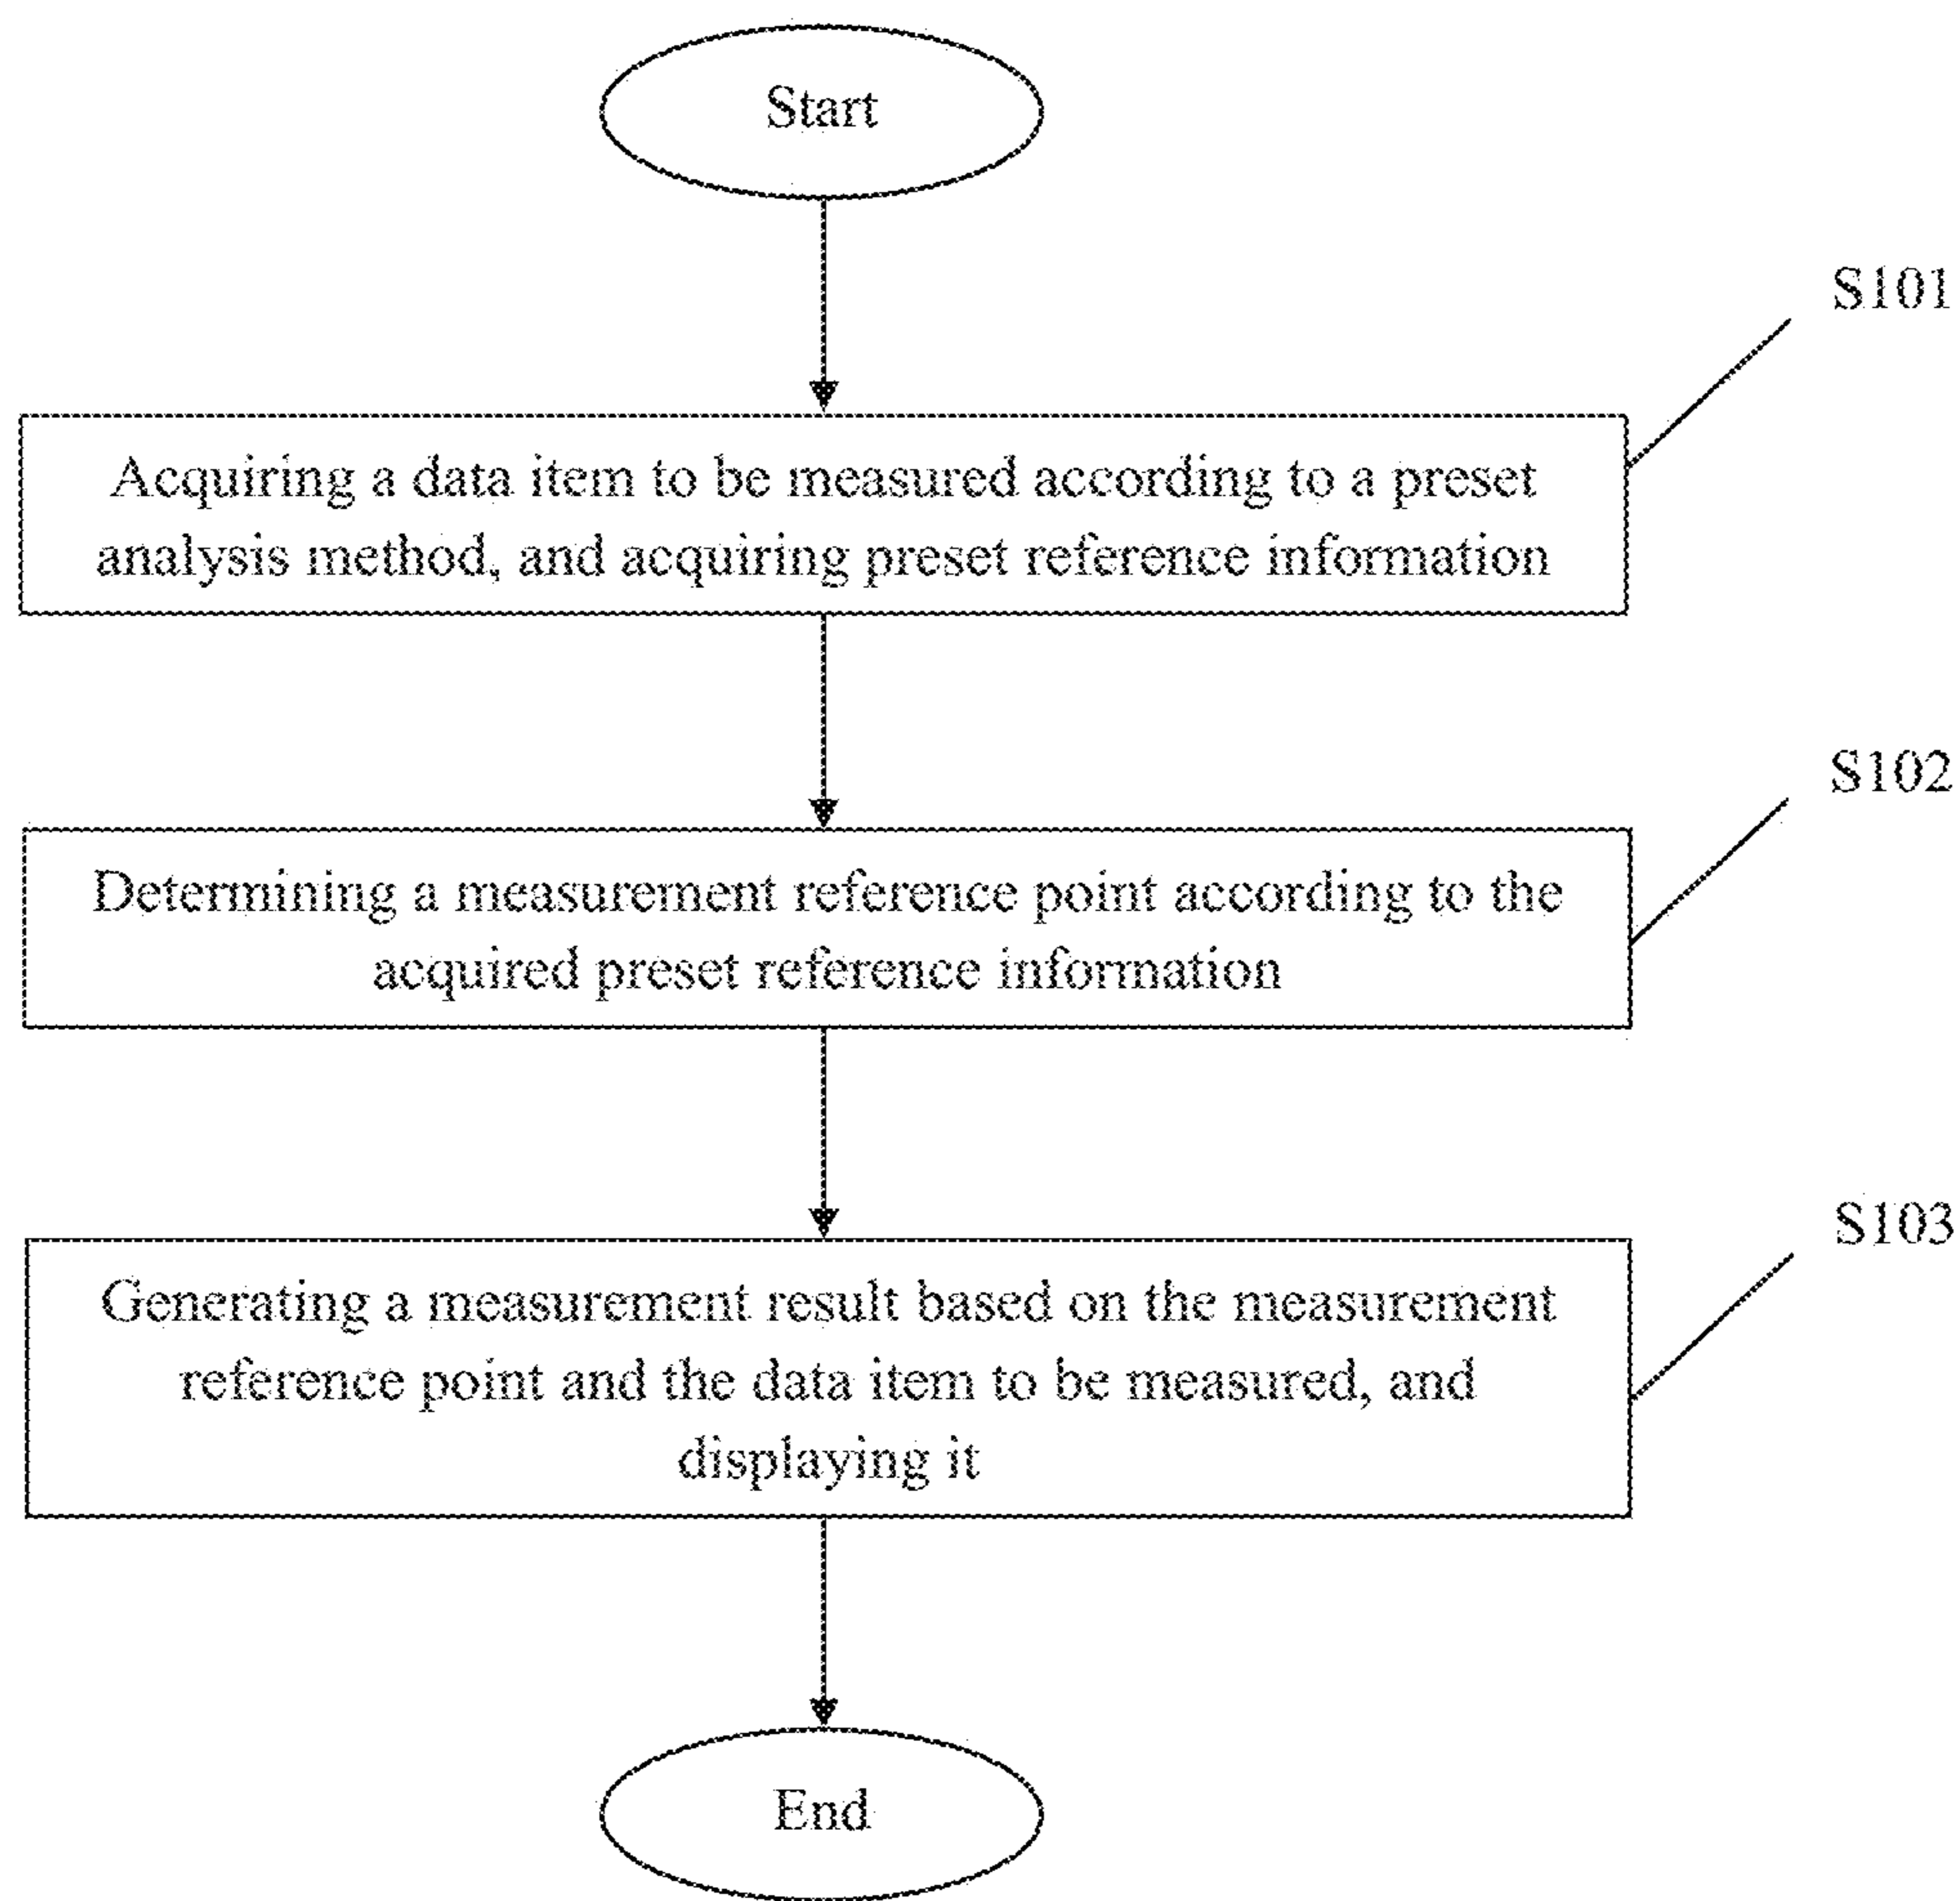 Start
S101
Acquiring a data item to be measured according to a preset
analysis method, and acquiring preset reference information
S102
Determining a measurement reference point according to the
acquired preset reference information
S103
Generating a measurement result based on the measurement
reference point and the data item to be measured, and
displaying it
End